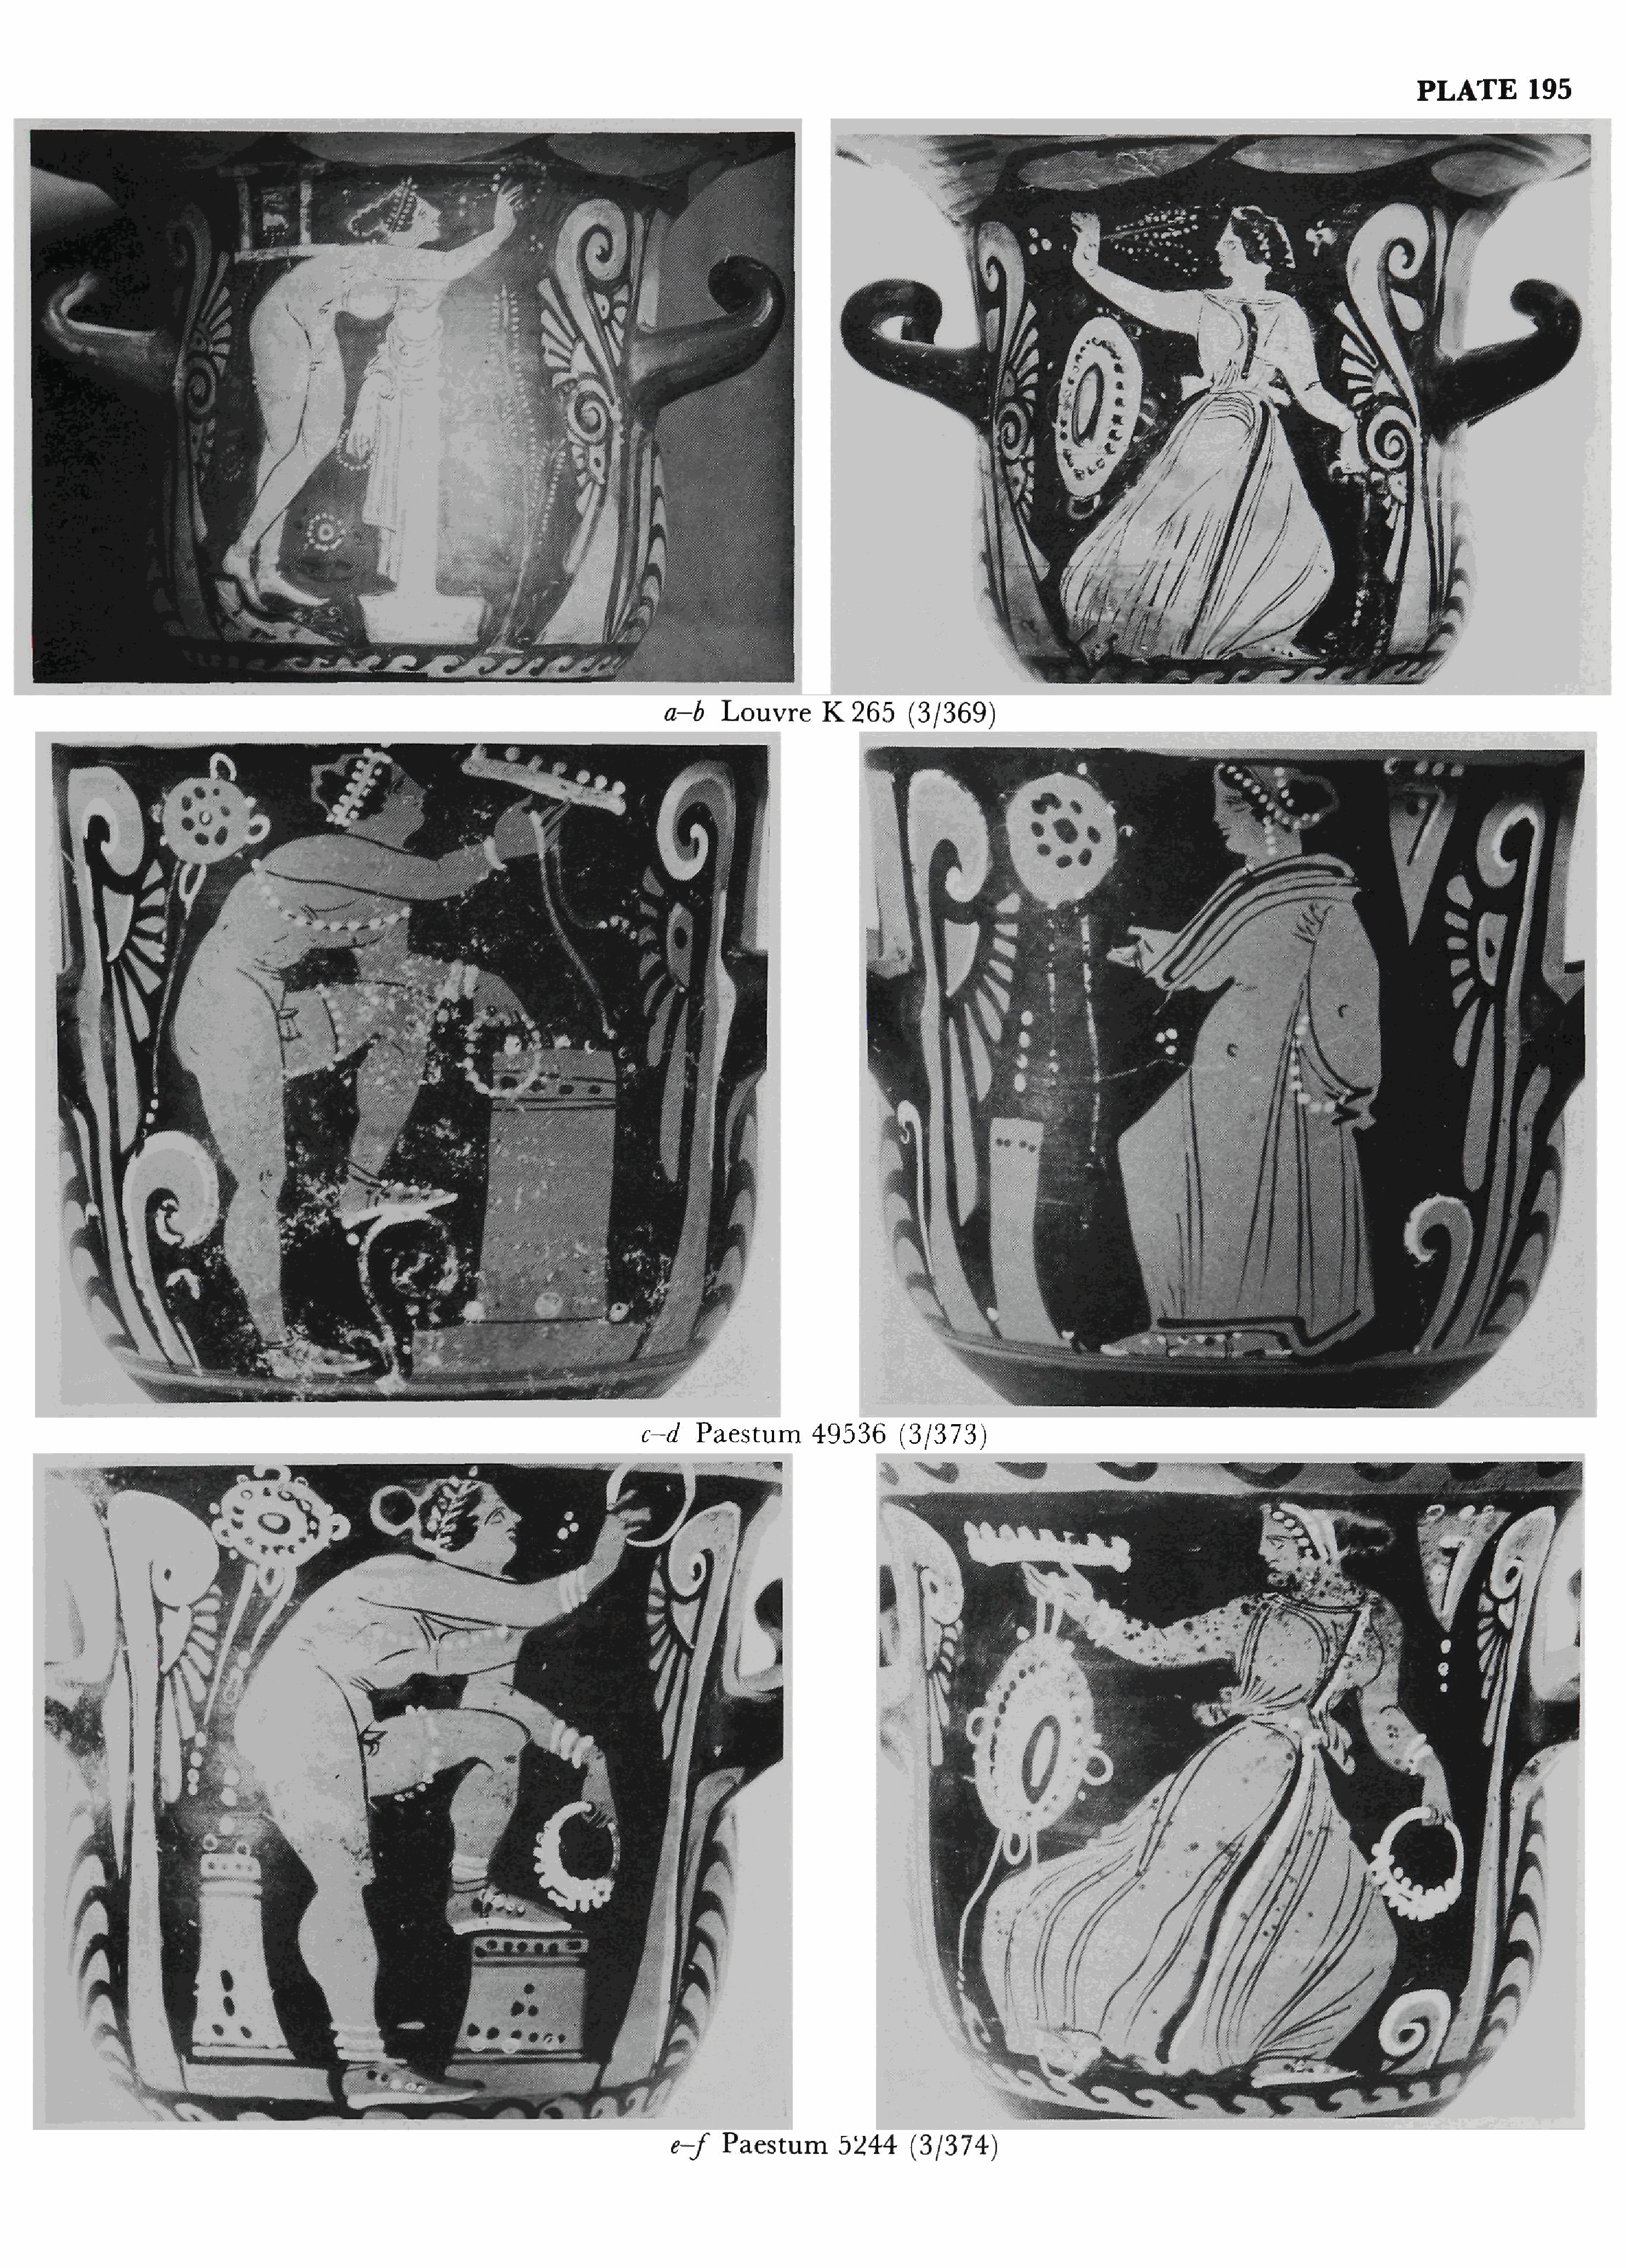 PLATE 195
a–b Louvre K 265 (3/369)
c–d Paestum 49536 (3/373)
e–f Paestum 5244 (3/374)